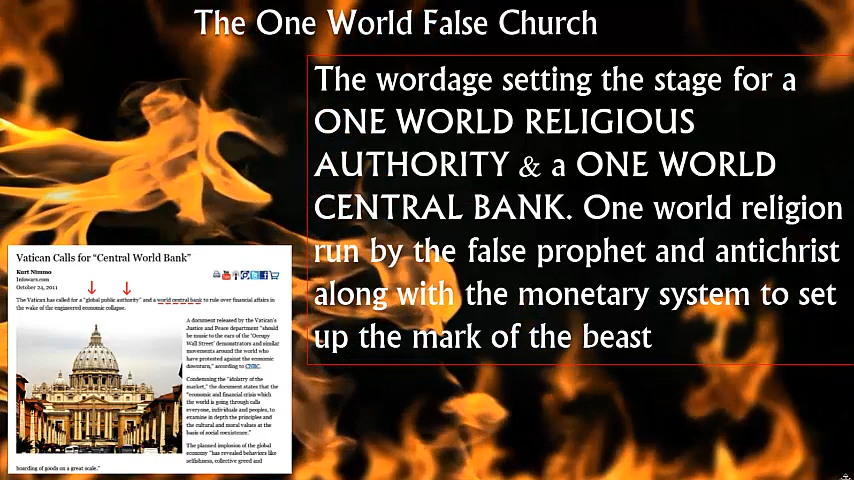 The One World False Church
The wordage setting the stage for a
ONE WORLD RELIGIOUS
AUTHORITY & a ONE WORLD
CENTRAL BANK. One world religion
run by the false prophet and antichrist
along with the monetary system to set
up the mark of the beast
Vatican Calls for "Central World Bank"
Kurt Nimmo
Infowars.com
October 24, 2011
The Vatican has called for a "global public authority" and a world central bank to rule over financial affairs in
the wake of the engineered economic collapse.
A document released by the Vatican's
Justice and Peace department "should
be music to the ears of the 'Occupy
Wall Street' demonstrators and similar
movements around the world who
have protested against the economic
downturn," according to CNBC.
Condemning the "idolatry of the
market," the document states that the
"economic and financial crisis which
the world is going through calls
everyone, individuals and peoples, to
examine in depth the principles and
the cultural and moral values at the
basis of social coexistence."
The planned implosion of the global
economy "has revealed behaviors like
selfishness, collective greed and
hoarding of goods on a great scale."